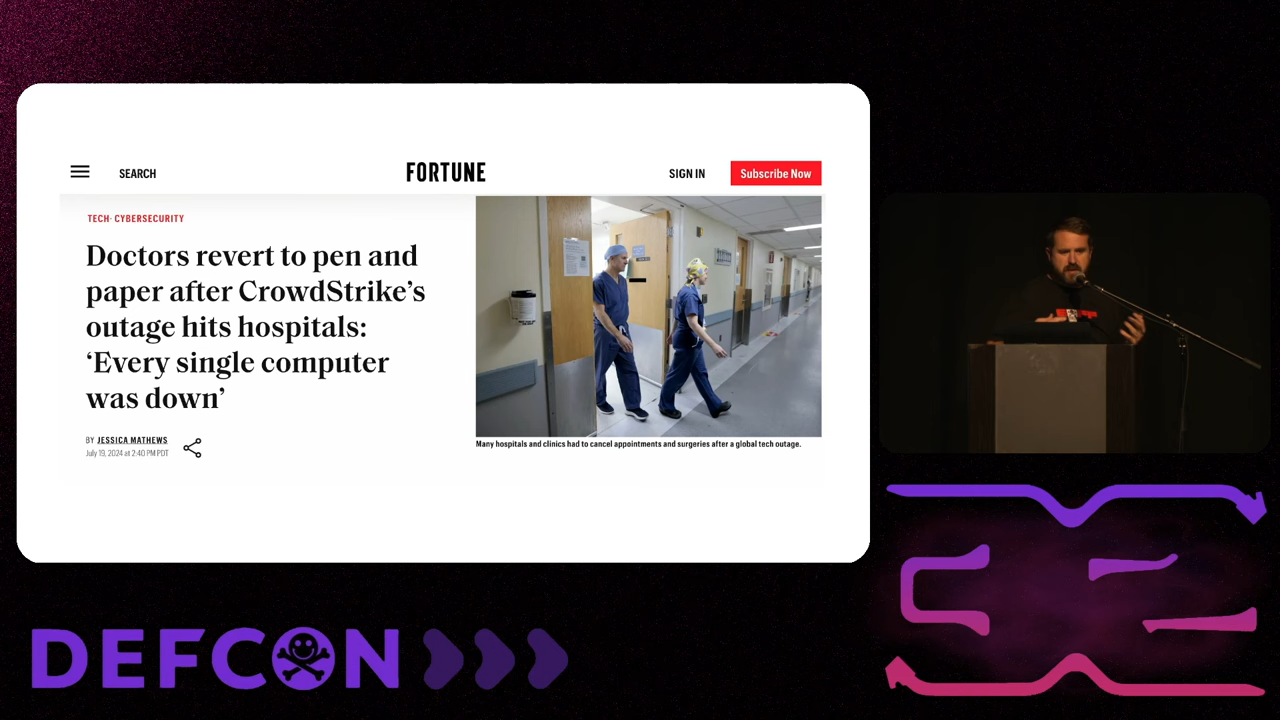 SEARCH
FORTUNE
SIGN IN
Subscribe Now
TECH· CYBERSECURITY
Doctors revert to pen and
paper after CrowdStrike’s
outage hits hospitals:
‘Every single computer
was down’
BY JESSICA MATHEWS
July 19, 2024 at 2:40 PM PDT
Many hospitals and clinics had to cancel appointments and surgeries after a global tech outage.
DEFCON